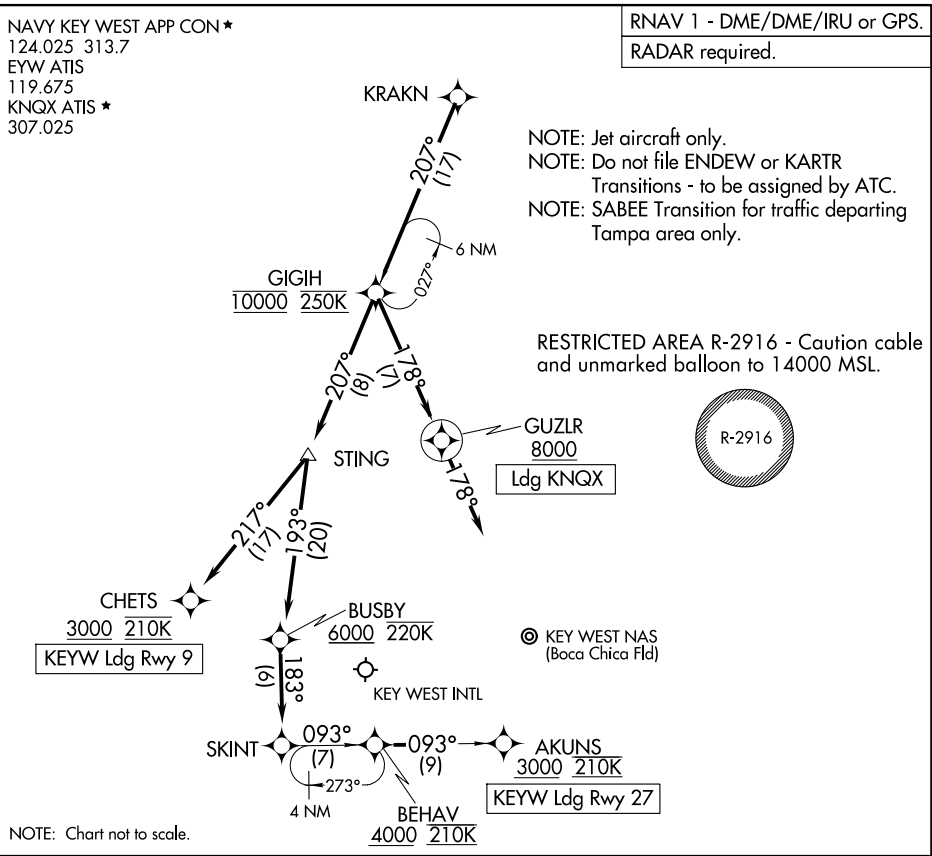 NAVY KEY WEST APP CON ★
124.025 313.7
EYW ATIS
119.675
KNQX ATIS ★
307.025
RNAV 1 - DME/DME/IRU or GPS.
RADAR required.
KRAKN
207°
(17)
NOTE: Jet aircraft only.
NOTE: Do not file ENDEW or KARTR
Transitions - to be assigned by ATC.
NOTE: SABEE Transition for traffic departing
Tampa area only.
6 NM
027°
GIGIH
10000 250K
207°
(8)
178°
(7)
RESTRICTED AREA R-2916 - Caution cable
and unmarked balloon to 14000 MSL.
R-2916
GUZLR
8000
Ldg KNQX
178°
STING
217°
(17)
193°
(20)
CHETS
3000 210K
KEYW Ldg Rwy 9
BUSBY
6000 220K
KEY WEST NAS
(Boca Chica Fld)
183°
(6)
KEY WEST INTL
SKINT
093°
(7)
093°
(9)
AKUNS
3000 210K
KEYW Ldg Rwy 27
273°
4 NM
BEHAV
4000 210K
NOTE: Chart not to scale.